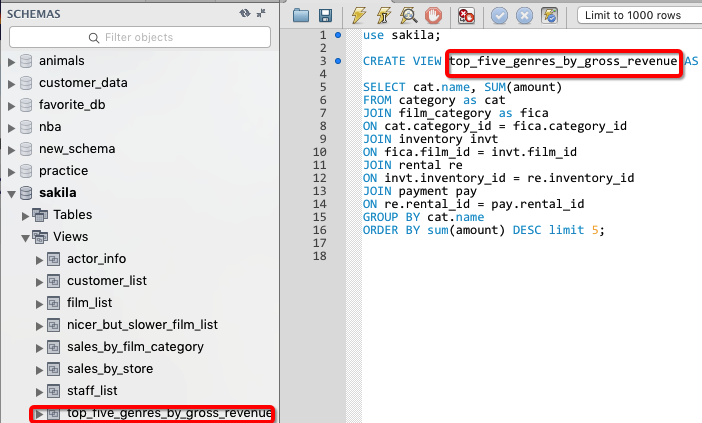 SCHEMAS
Filter objects
animals
customer_data
favorite_db
nba
new_schema
practice
sakila
Tables
Views
actor_info
customer_list
film_list
nicer_but_slower_film_list
sales_by_film_category
sales_by_store
staff_list
top_five_genres_by_gross_revenue
Limit to 1000 rows
1 use sakila;
2
3 CREATE VIEW top_five_genres_by_gross_revenue AS
4
5 SELECT cat.name, SUM(amount)
6 FROM category as cat
7 JOIN film_category as fica
8 ON cat.category_id = fica.category_id
9 JOIN inventory invt
10 ON fica.film_id = invt.film_id
11 JOIN rental re
12 ON invt.inventory_id = re.inventory_id
13 JOIN payment pay
14 ON re.rental_id = pay.rental_id
15 GROUP BY cat.name
16 ORDER BY sum(amount) DESC limit 5;
17
18